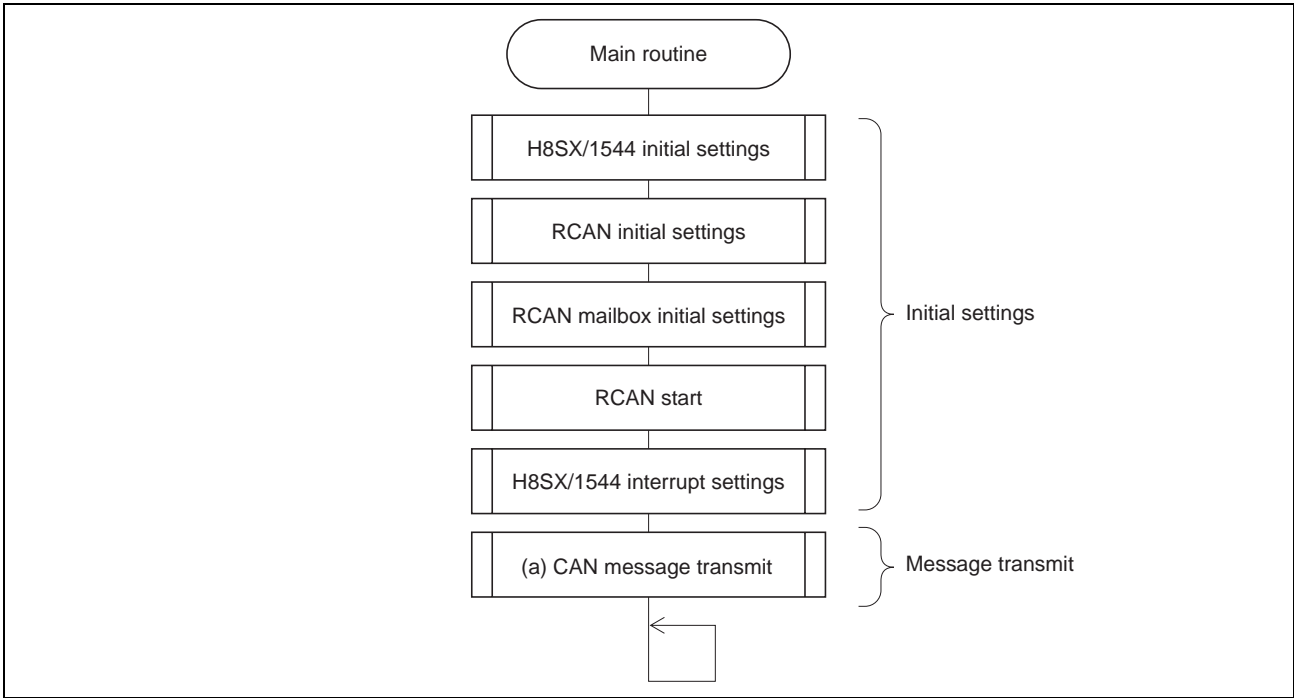 Main routine
H8SX/1544 initial settings
RCAN initial settings
RCAN mailbox initial settings
Initial settings
RCAN start
H8SX/1544 interrupt settings
(a) CAN message transmit
Message transmit